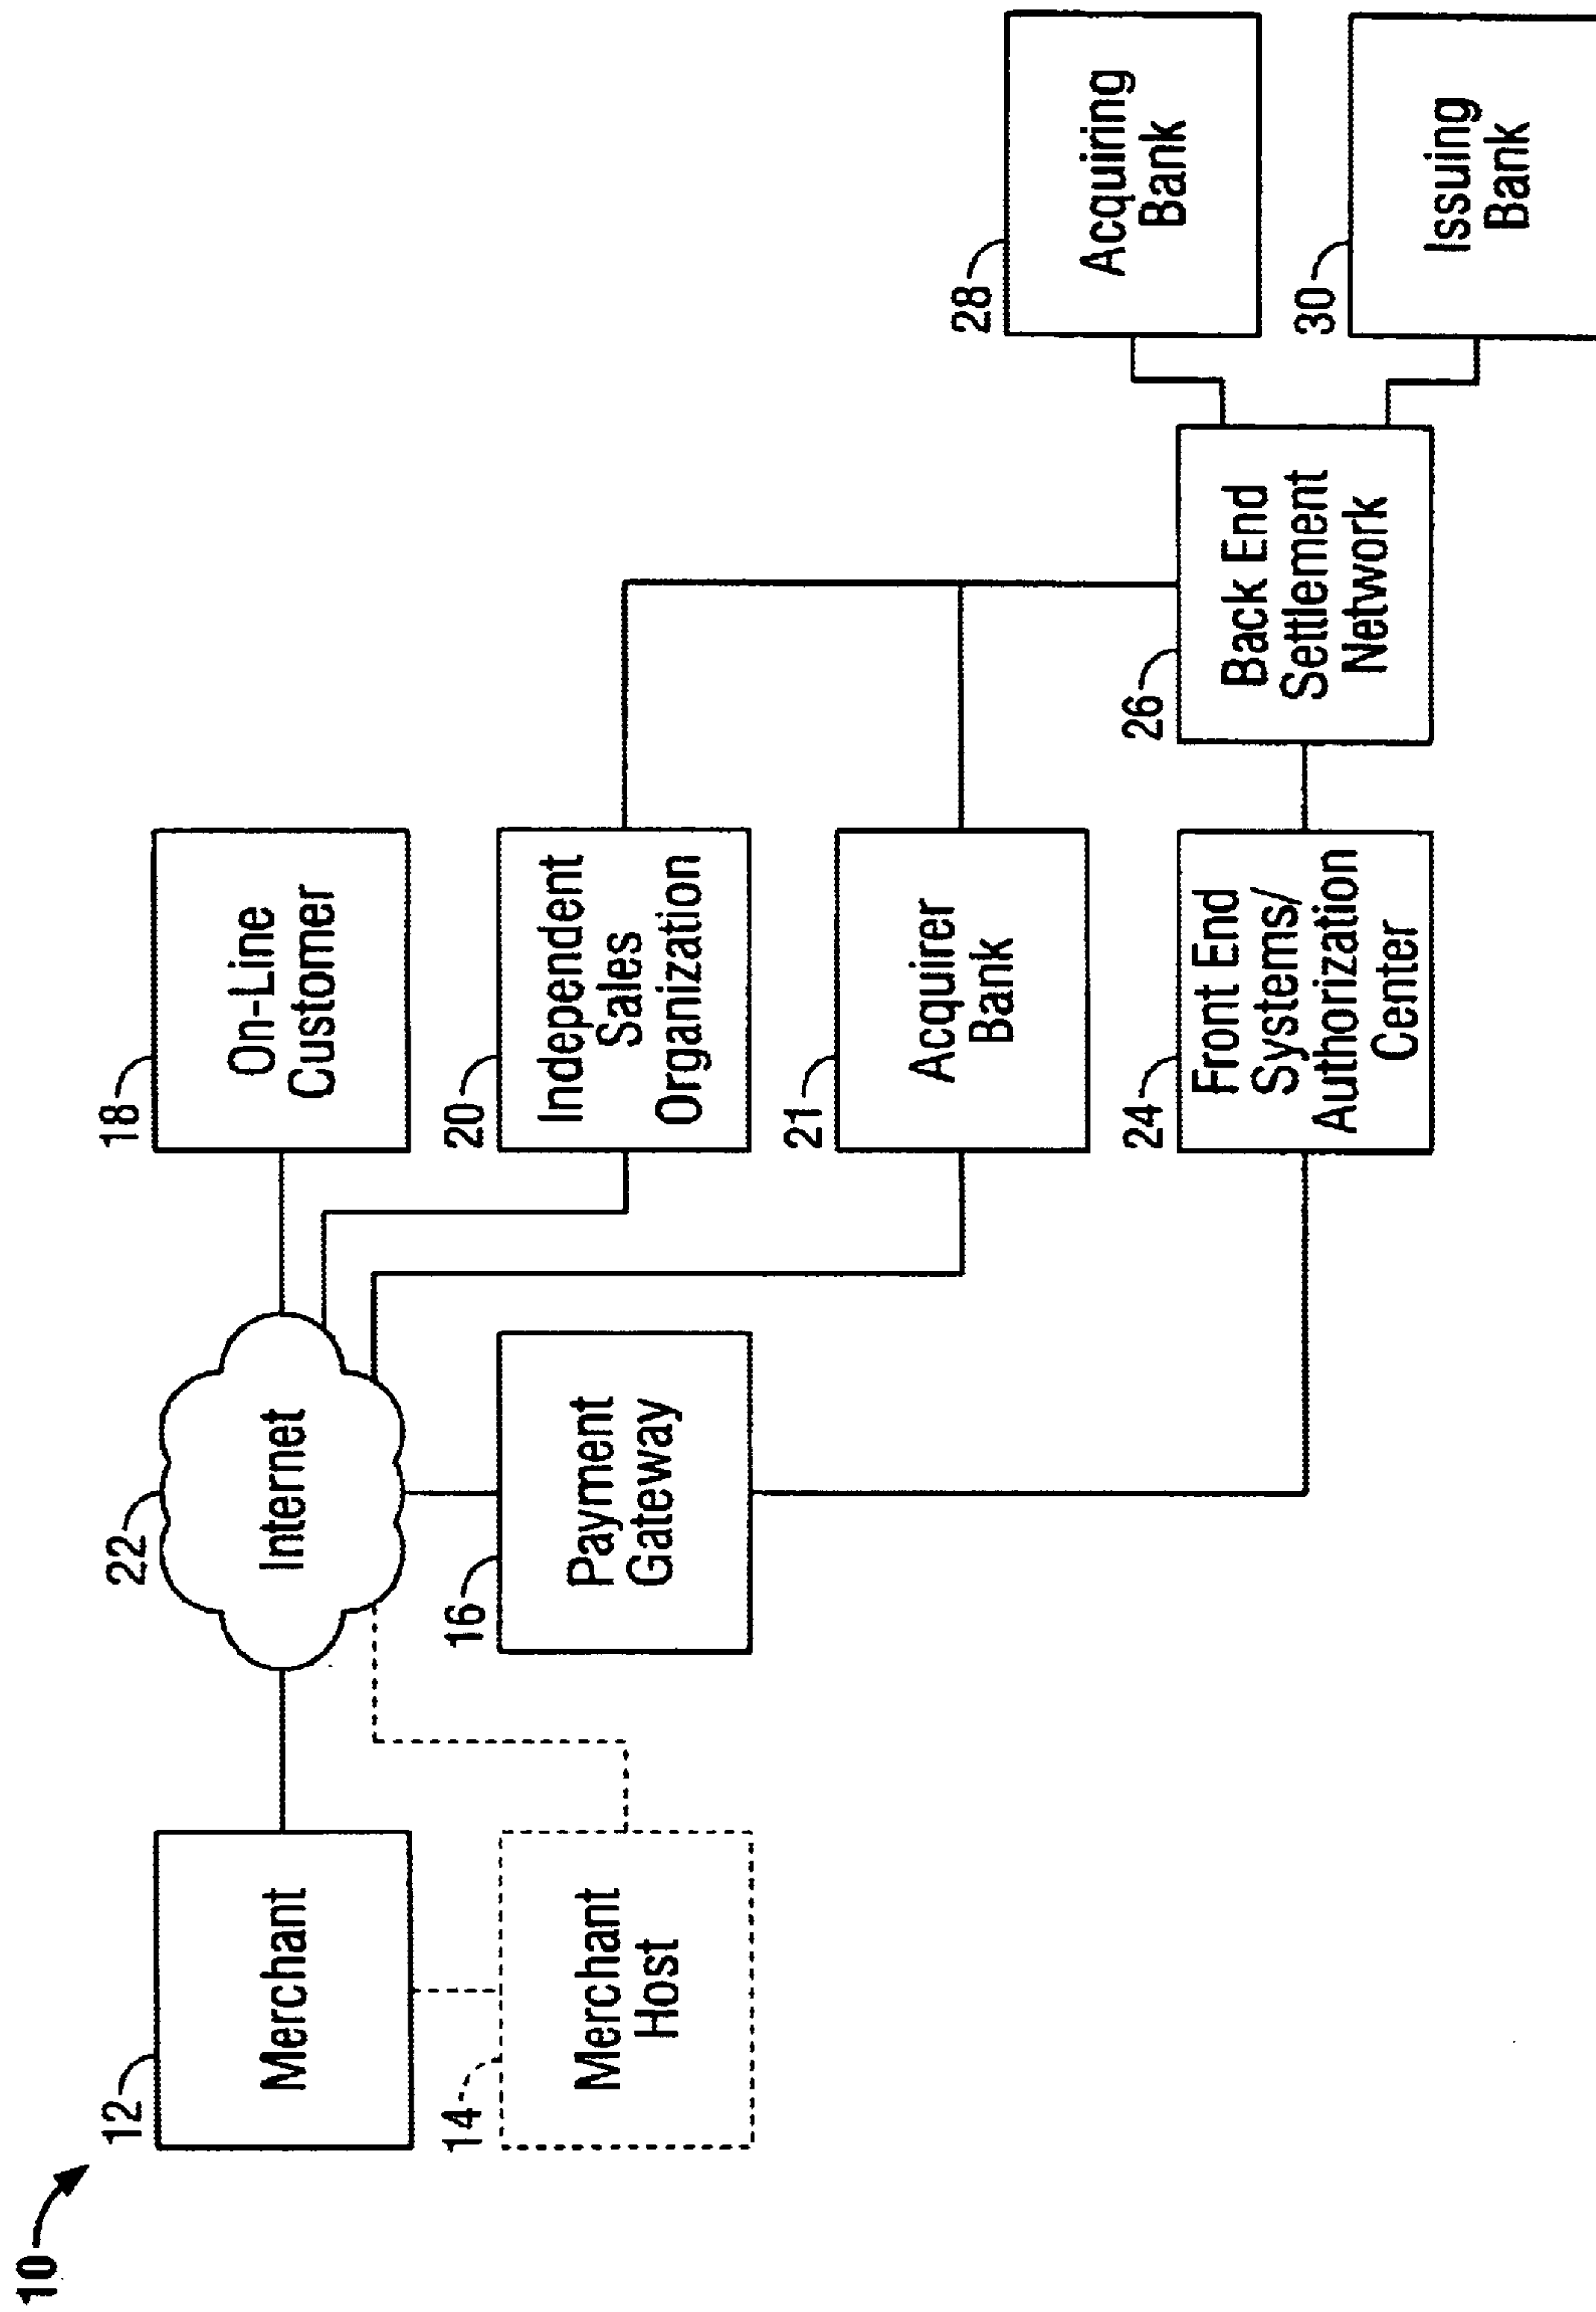 10
12
Merchant
14
Merchant
Host
22
Internet
16
Payment
Gateway
18
On-Line
Customer
20
Independent
Sales
Organization
21
Acquirer
Bank
24
Front End
Systems/
Authorization
Center
26
Back End
Settlement
Network
28
Acquiring
Bank
30
Issuing
Bank